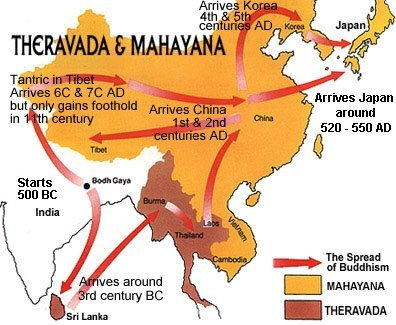 Arrives Korea
4th & 5th
centuries AD
Korea
Japan
THERAVADA & MAHAYANA
Tantric in Tibet
Arrives 6C & 7C AD
but only gains foothold
in 11th century
Arrives China
1st & 2nd
centuries AD
China
Arrives Japan
around
520 - 550 AD
Tibet
Starts
500 BC
Bodh Gaya
India
Burma
Laos
Thailand
Vietnam
Cambodia
Arrives around
3rd century BC
Sri Lanka
The Spread
of Buddhism
MAHAYANA
THERAVADA